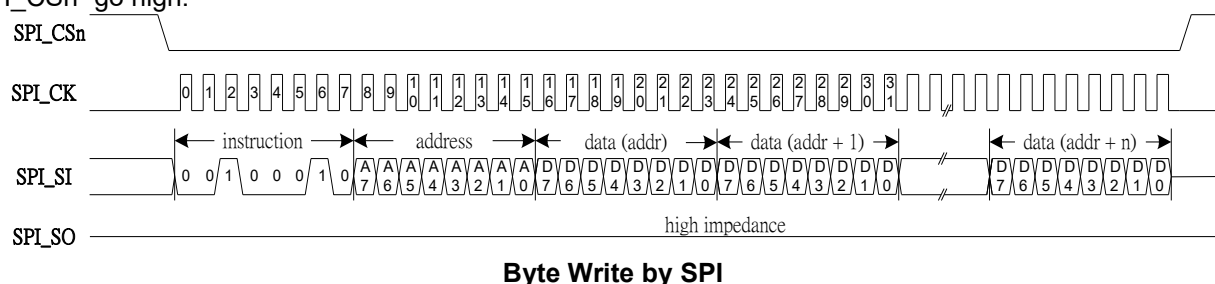 I_CSn" go high.
SPI_CSn
SPI_CK 0 1 2 3 4 5 6 7 8 9 10 11 12 13 14 15 16 17 18 19 20 21 22 23 24 25 26 27 28 29 30 31
instruction address data (addr) data (addr + 1) data (addr + n)
SPI_SI 0 0 1 0 0 0 1 0 A7 A6 A5 A4 A3 A2 A1 A0 D7 D6 D5 D4 D3 D2 D1 D0 D7 D6 D5 D4 D3 D2 D1 D0 D7 D6 D5 D4 D3 D2 D1 D0
high impedance
SPI_SO
Byte Write by SPI